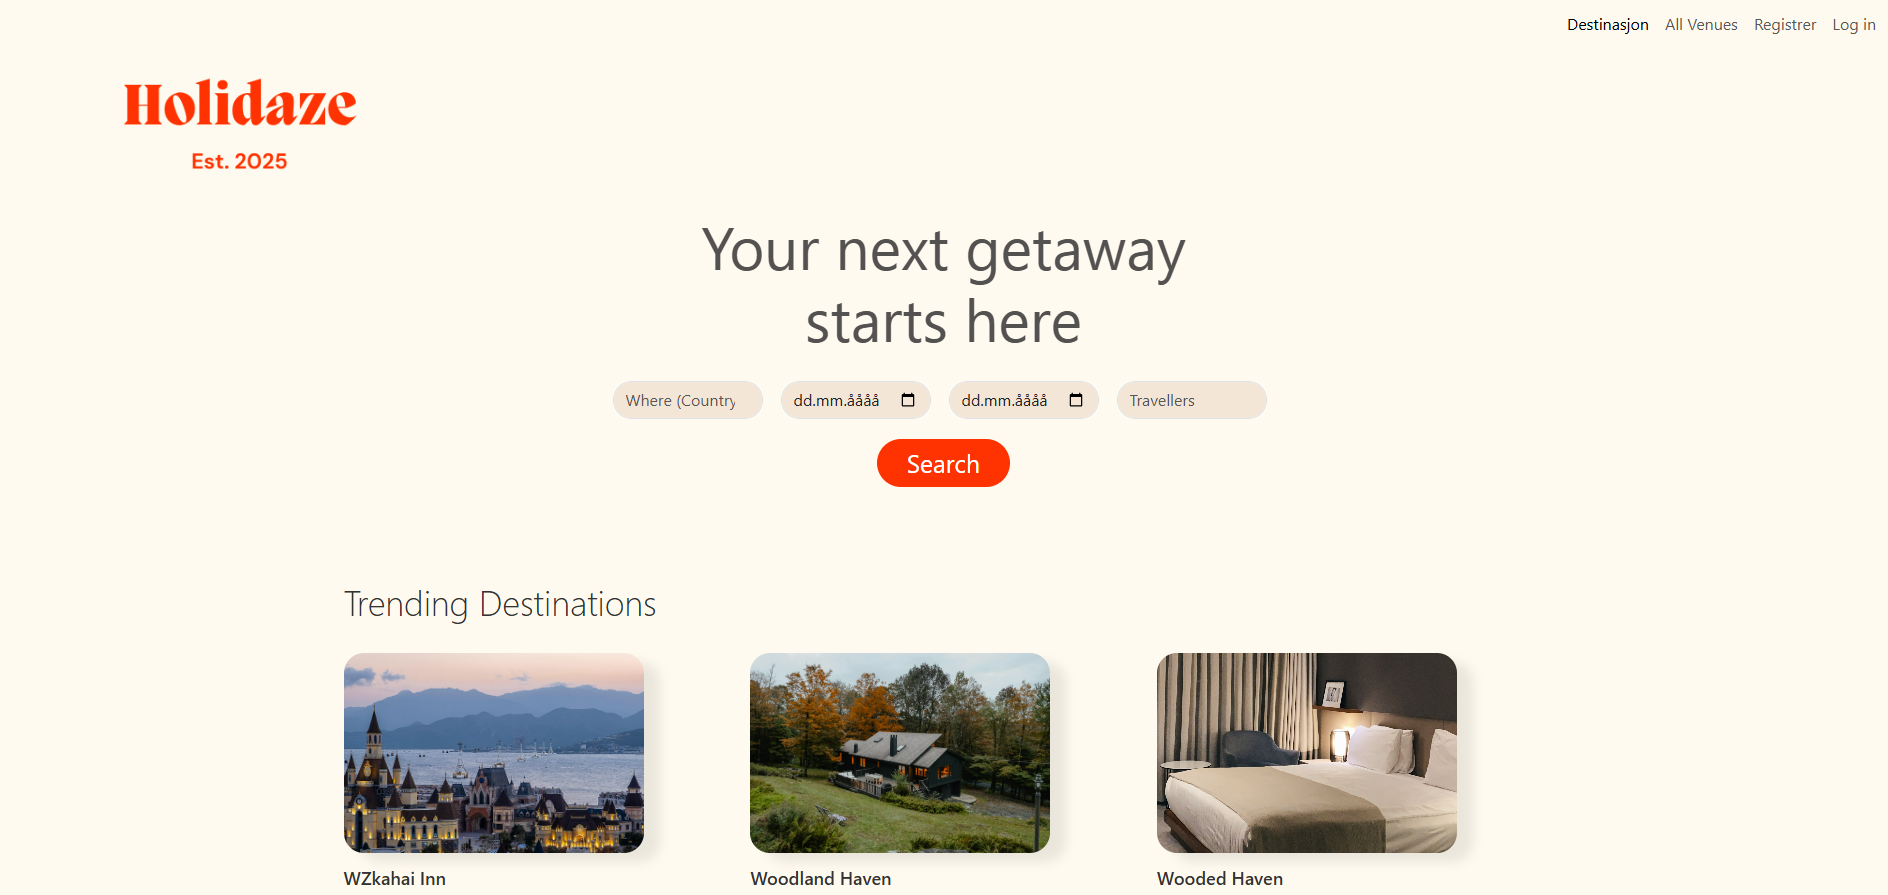 Destinasjon All Venues Registrer Log in
Holidaze
Est. 2025
Your next getaway
starts here
Where (Country dd.mm.åååå dd.mm.åååå Travellers
Search
Trending Destinations
WZkahai Inn Woodland Haven Wooded Haven